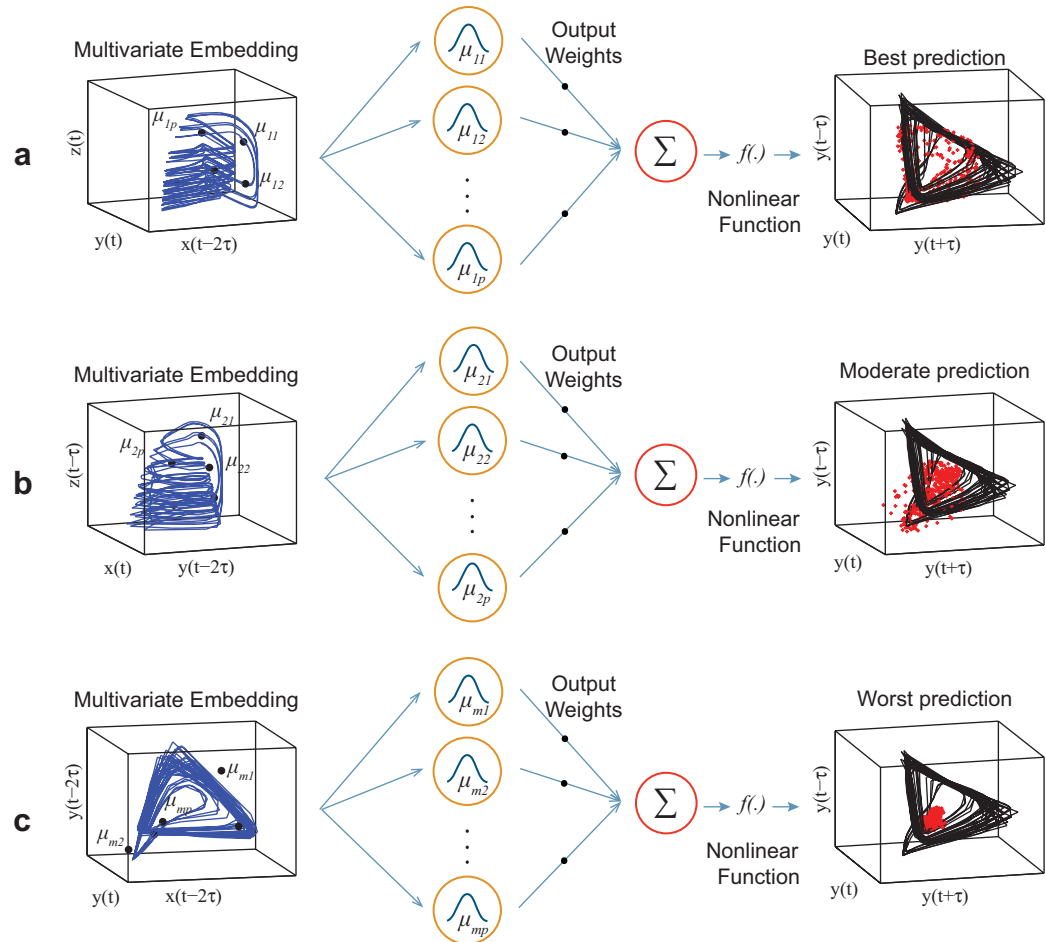 a
Multivariate Embedding
z(t)
μ1p
μ11
μ12
y(t)
x(t−2τ)
μ11
μ12
μ1p
Output
Weights
Σ
f(.)
Nonlinear
Function
Best prediction
y(t−τ)
y(t)
y(t+τ)
b
Multivariate Embedding
z(t−τ)
μ21
μ2p
μ22
x(t)
y(t−2τ)
μ21
μ22
μ2p
Output
Weights
Σ
f(.)
Nonlinear
Function
Moderate prediction
y(t−τ)
y(t)
y(t+τ)
c
Multivariate Embedding
y(t−2τ)
μm1
μmp
μm2
y(t)
x(t−2τ)
μm1
μm2
μmp
Output
Weights
Σ
f(.)
Nonlinear
Function
Worst prediction
y(t−τ)
y(t)
y(t+τ)